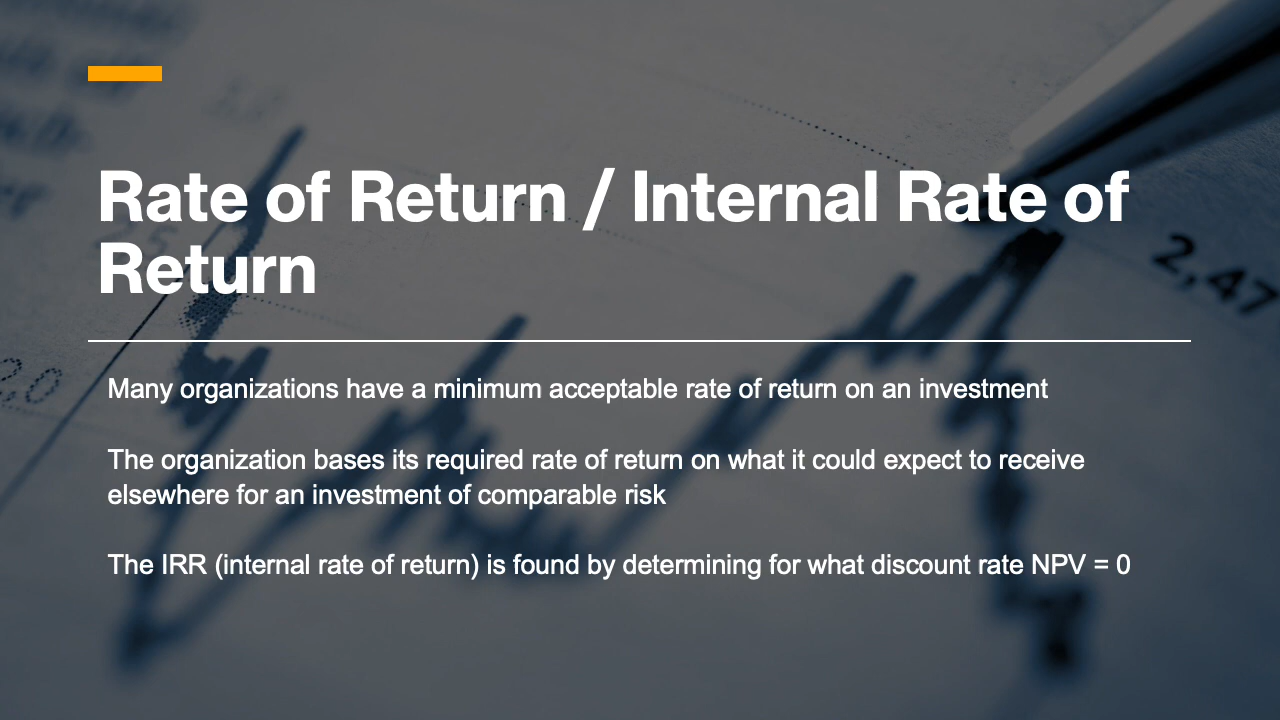 Rate of Return / Internal Rate of
Return
2,47
Many organizations have a minimum acceptable rate of return on an investment
The organization bases its required rate of return on what it could expect to receive
elsewhere for an investment of comparable risk
The IRR (internal rate of return) is found by determining for what discount rate NPV = 0